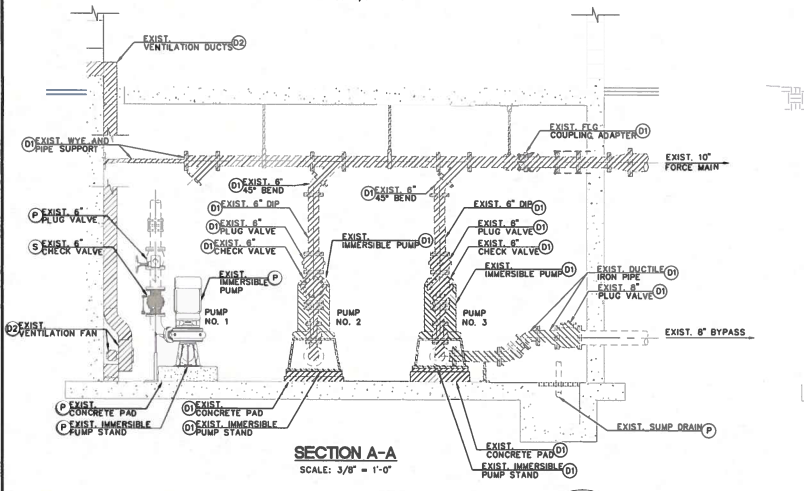 EXIST.
VENTILATION DUCTS D2
D1 EXIST. WYE AND
PIPE SUPPORT
EXIST. FLG
COUPLING ADAPTER D1
EXIST. 10"
FORCE MAIN
D1 EXIST. 6"
45° BEND
D1 EXIST. 6"
45° BEND
P EXIST. 6"
PLUG VALVE
S EXIST. 6"
CHECK VALVE
D1 EXIST. 6" DIP
D1 EXIST. 6"
PLUG VALVE
D1 EXIST. 6"
CHECK VALVE
EXIST.
IMMERSIBLE PUMP D1
EXIST. 6" DIP D1
EXIST. 6"
PLUG VALVE D1
EXIST. 6"
CHECK VALVE D1
EXIST.
IMMERSIBLE PUMP D1
EXIST. DUCTILE
IRON PIPE D1
EXIST. 8"
PLUG VALVE D1
EXIST.
IMMERSIBLE
PUMP P
PUMP
NO. 1
PUMP
NO. 2
PUMP
NO. 3
D2 EXIST.
VENTILATION FAN
EXIST. 8" BYPASS
P EXIST.
CONCRETE PAD
P EXIST. IMMERSIBLE
PUMP STAND
D1 EXIST.
CONCRETE PAD
D1 EXIST. IMMERSIBLE
PUMP STAND
EXIST. SUMP DRAIN P
EXIST.
CONCRETE PAD D1
EXIST. IMMERSIBLE
PUMP STAND D1
SECTION A-A
SCALE: 3/8" = 1'-0"